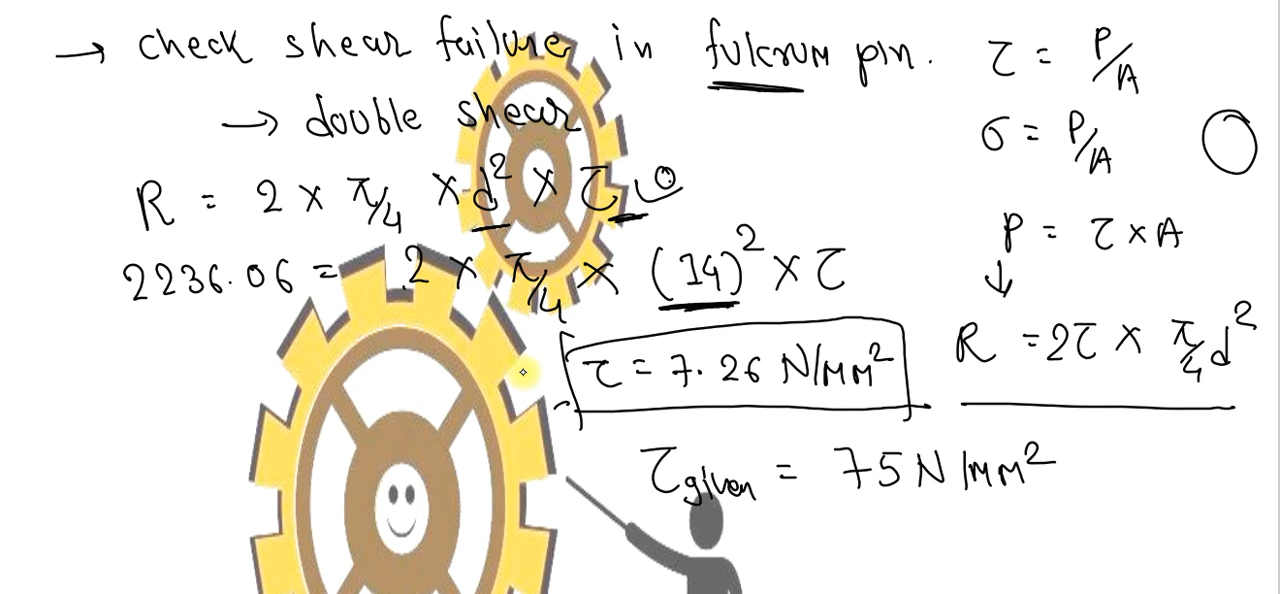 → check shear failure in fulcrum pin.
→ double shear
R = 2 × π/4 × d² × τ
2236.06 = 2 × π/4 × (14)² × τ
τ = 7.26 N/mm²
τgiven = 75 N/mm²
τ = P/A
σ = P/A
P = τ × A
↓
R = 2τ × π/4 d²